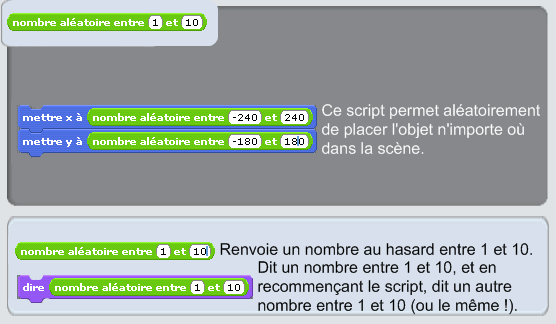 nombre aléatoire entre 1 et 10
mettre x à nombre aléatoire entre -240 et 240
mettre y à nombre aléatoire entre -180 et 180
Ce script permet aléatoirement
de placer l'objet n'importe où
dans la scène.
nombre aléatoire entre 1 et 10
Renvoie un nombre au hasard entre 1 et 10.
dire nombre aléatoire entre 1 et 10
Dit un nombre entre 1 et 10, et en
recommençant le script, dit un autre
nombre entre 1 et 10 (ou le même !).